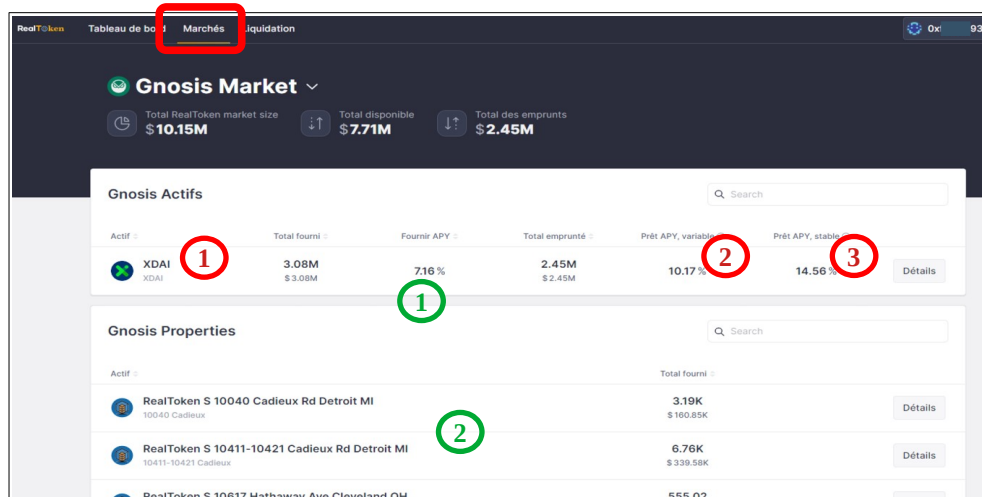 RealToken Tableau de bord Marchés Liquidation 0x 93
Gnosis Market
Total RealToken market size Total disponible Total des emprunts
$10.15M $7.71M $2.45M
Gnosis Actifs Search
Actif Total fourni Fournir APY Total emprunté Prêt APY, variable Prêt APY, stable
1 2 3
XDAI 3.08M 7.16 % 2.45M 10.17 % 14.56 % Détails
XDAI $ 3.08M $ 2.45M
1
Gnosis Properties Search
Actif Total fourni
RealToken S 10040 Cadieux Rd Detroit MI 3.19K Détails
10040 Cadieux $ 160.85K
2
RealToken S 10411-10421 Cadieux Rd Detroit MI 6.76K Détails
10411-10421 Cadieux $ 339.58K
RealToken S 10617 Hathaway Ave Cleveland OH 555.02